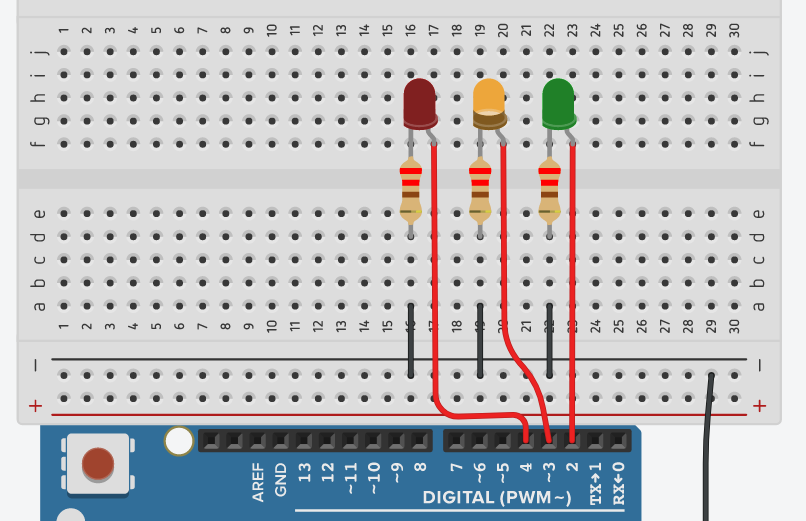 1 2 3 4 5 6 7 8 9 10 11 12 13 14 15 16 17 18 19 20 21 22 23 24 25 26 27 28 29 30
j j
i i
h h
g g
f f
e e
d d
c c
b b
a a
1 2 3 4 5 6 7 8 9 10 11 12 13 14 15 16 17 18 19 20 21 22 23 24 25 26 27 28 29 30
− −
+ +
AREF GND 13 12 ~11 ~10 ~9 8 7 ~6 ~5 4 ~3 2 TX→1 RX←0
DIGITAL (PWM~)